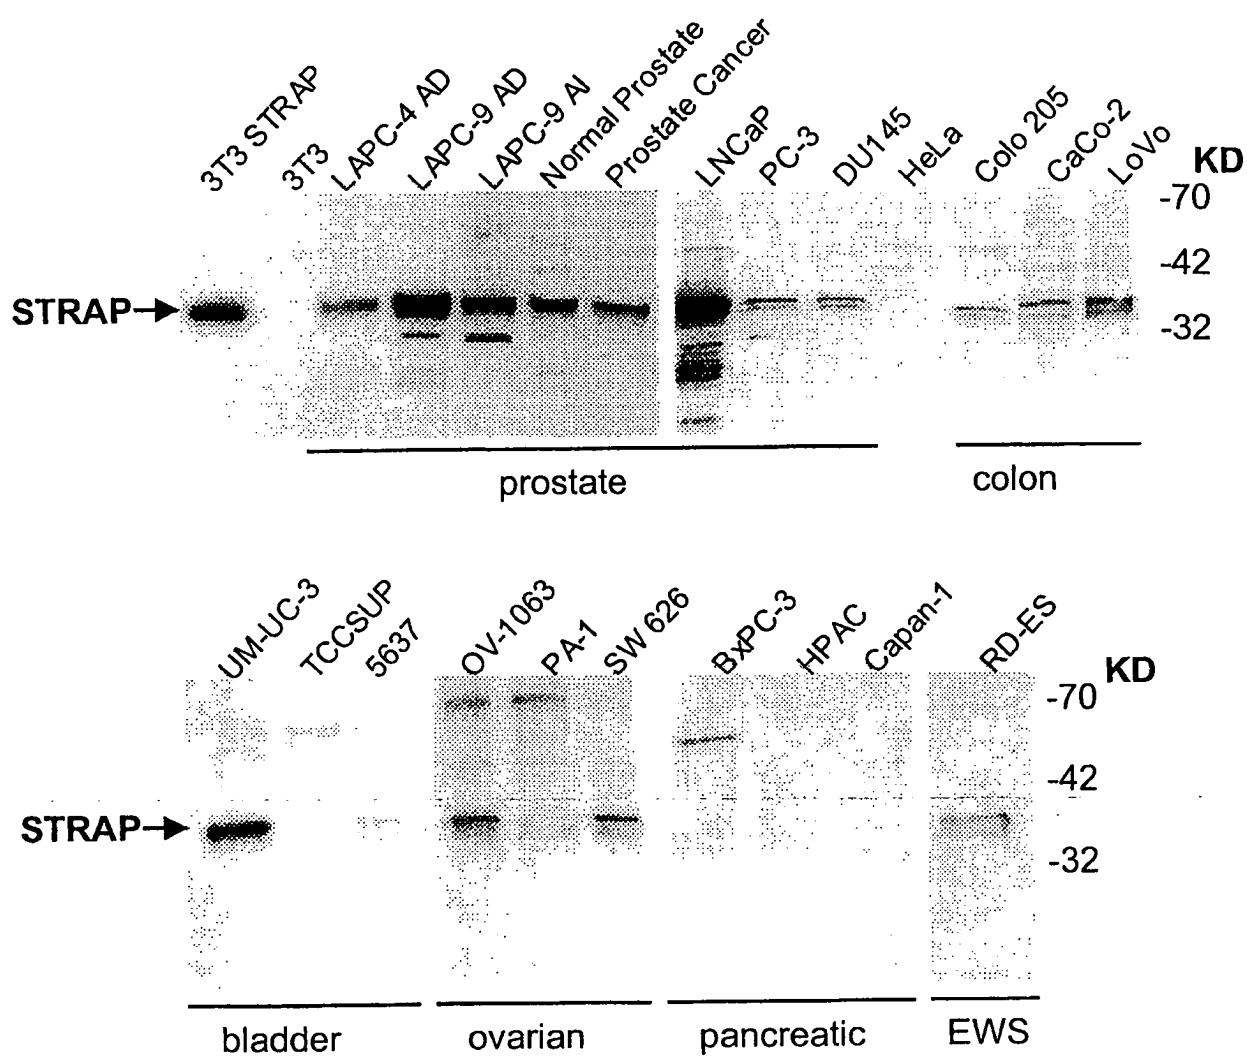 3T3 STRAP 3T3 LAPC-4 AD LAPC-9 AD LAPC-9 AI Normal Prostate Prostate Cancer LNCaP PC-3 DU145 HeLa Colo 205 CaCo-2 LoVo KD
-70
-42
STRAP
-32
prostate colon
UM-UC-3 TCCSUP 5637 OV-1063 PA-1 SW 626 BxPC-3 HPAC Capan-1 RD-ES KD
-70
-42
STRAP
-32
bladder ovarian pancreatic EWS